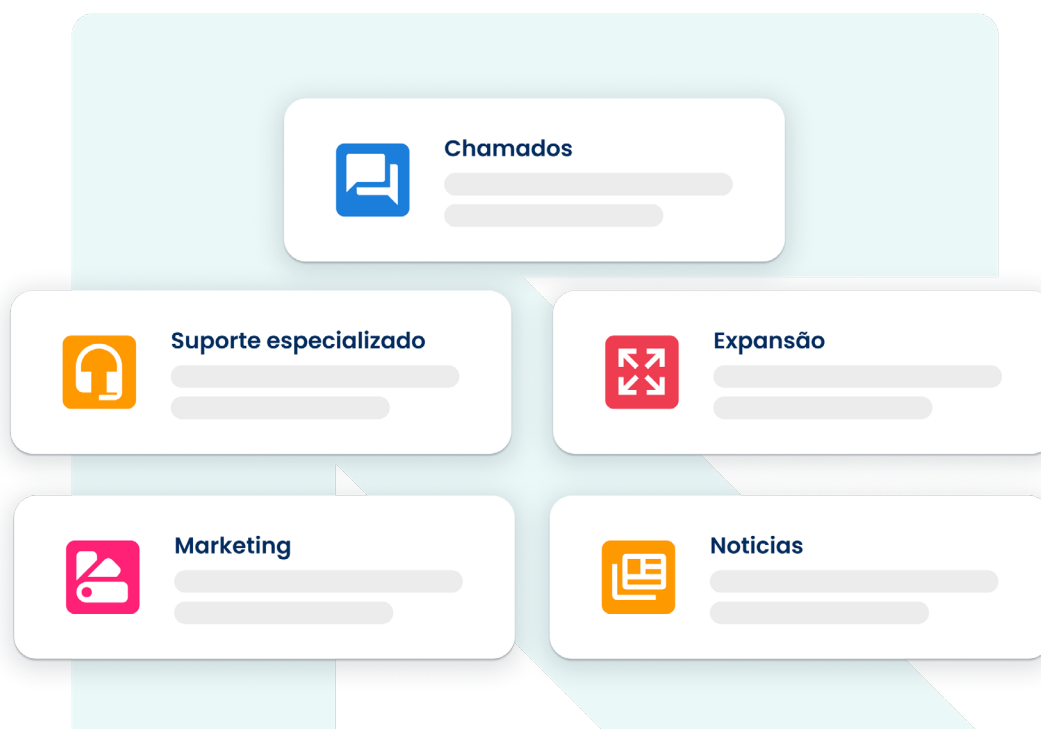 Chamados
Suporte especializado
Expansão
Marketing
Noticias